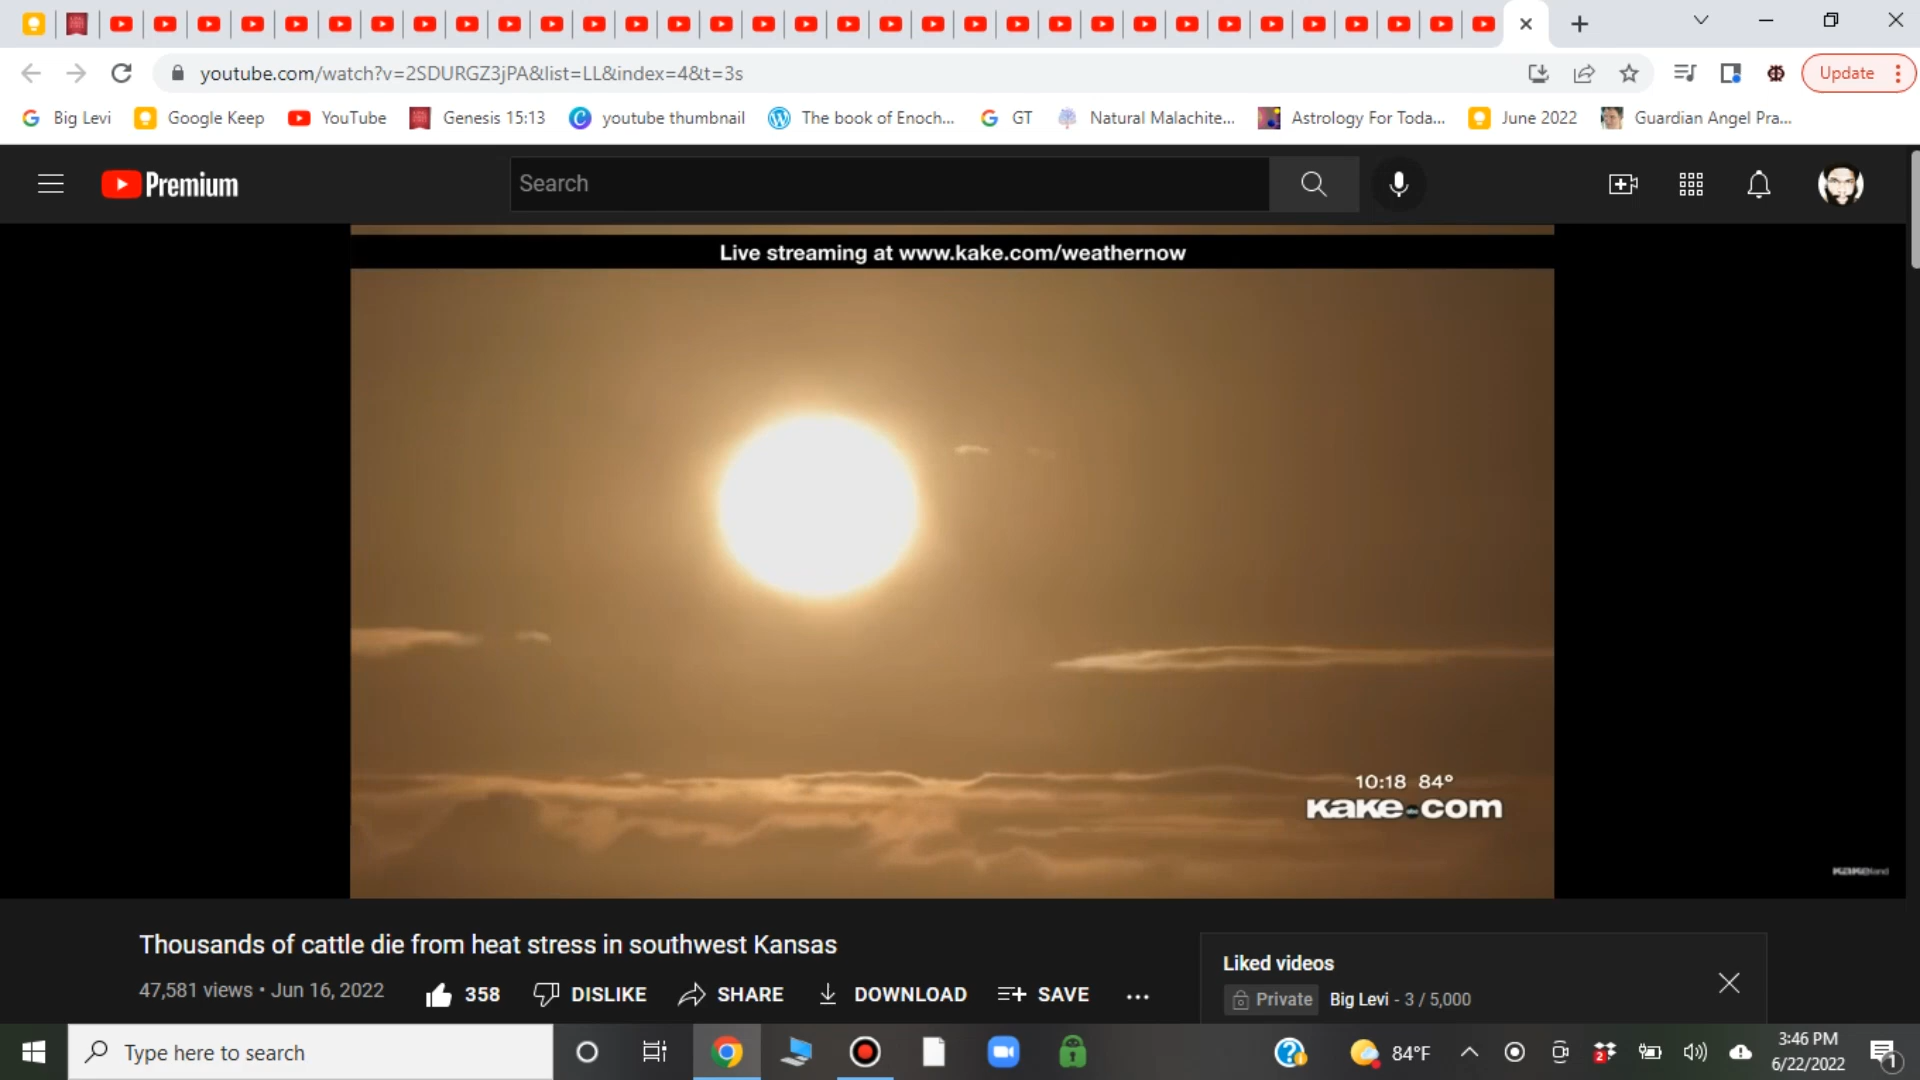 youtube.com/watch?v=2SDURGZ3jPA&list=LL&index=4&t=3s
Update
Big Levi
Google Keep
YouTube
Genesis 15:13
youtube thumbnail
The book of Enoch...
GT
Natural Malachite...
Astrology For Toda...
June 2022
Guardian Angel Pra...
Premium
Search
Live streaming at www.kake.com/weathernow
10:18 84°
KAKE.com
KAKEland
Thousands of cattle die from heat stress in southwest Kansas
47,581 views • Jun 16, 2022
358
DISLIKE
SHARE
DOWNLOAD
SAVE
Liked videos
Private
Big Levi - 3 / 5,000
Type here to search
84°F
3:46 PM
6/22/2022
2
1